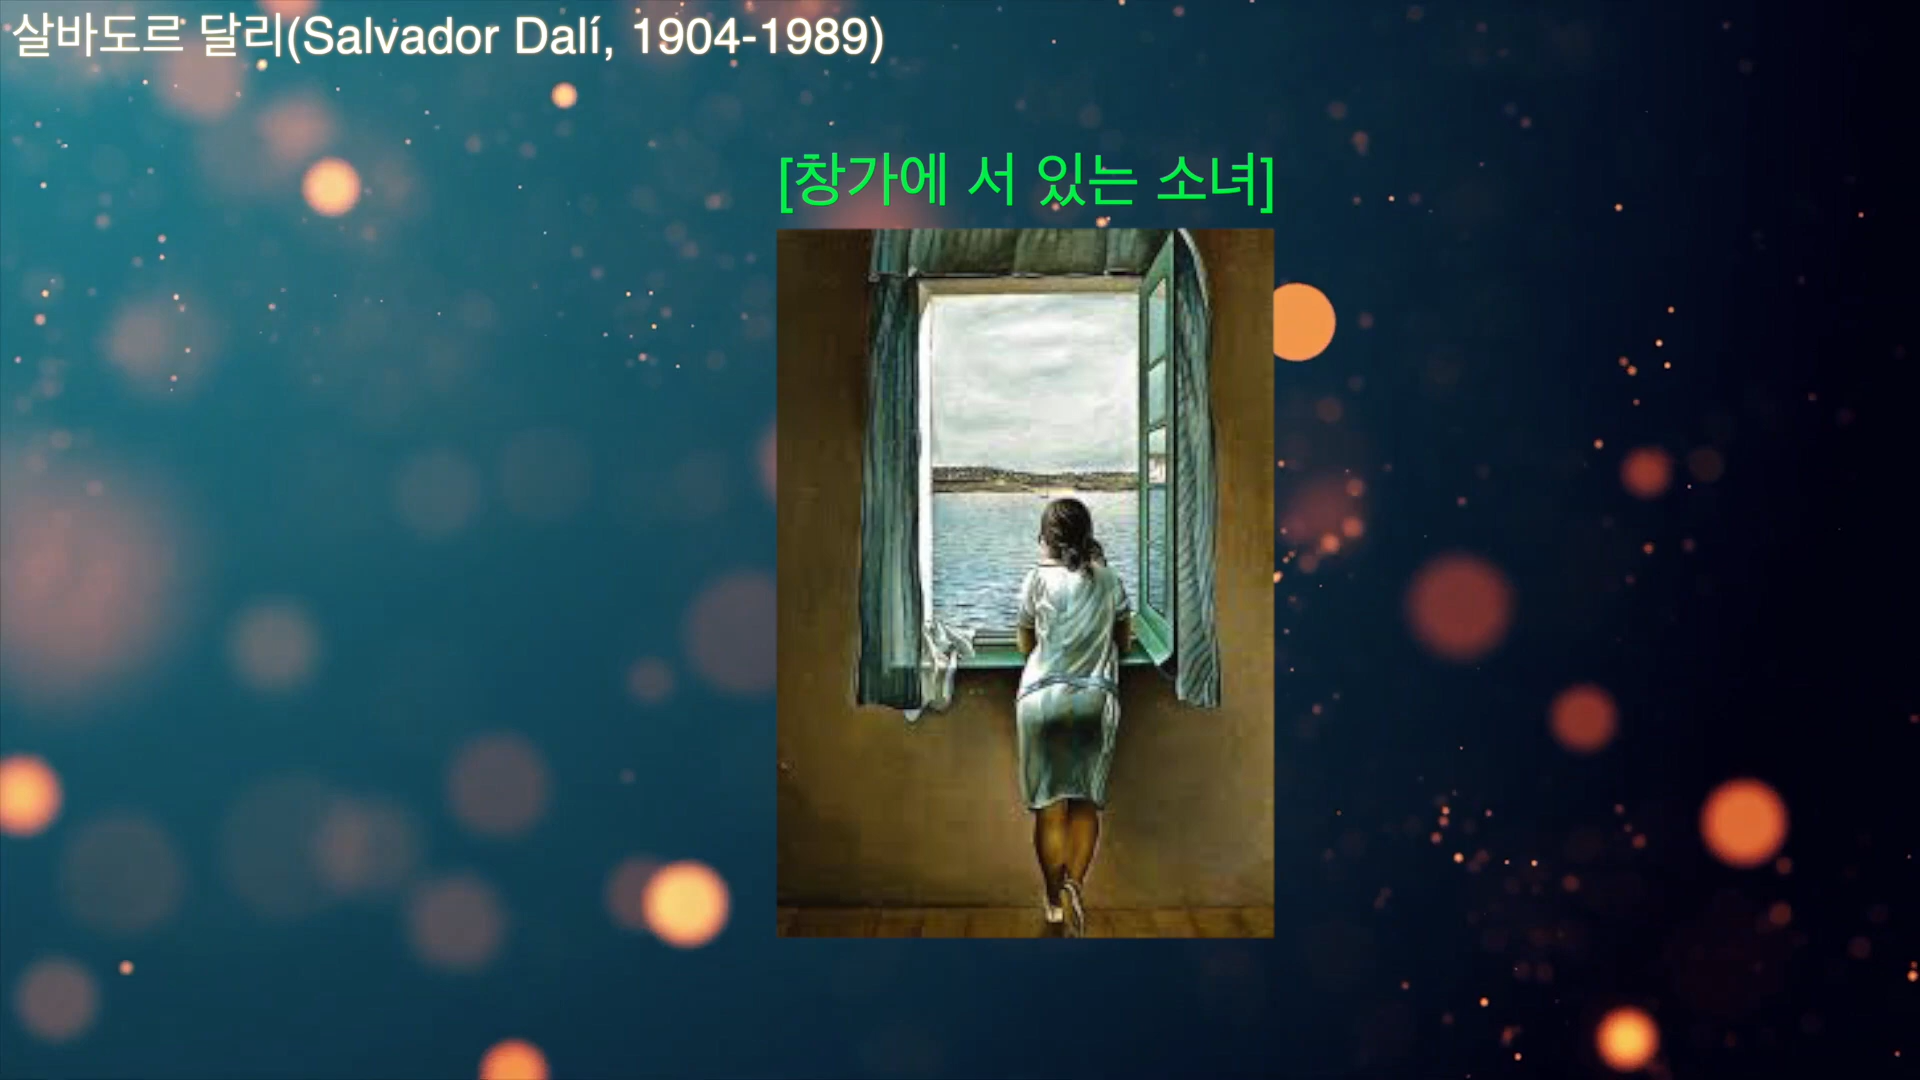 살바도르 달리(Salvador Dalí, 1904-1989)
[창가에 서 있는 소녀]